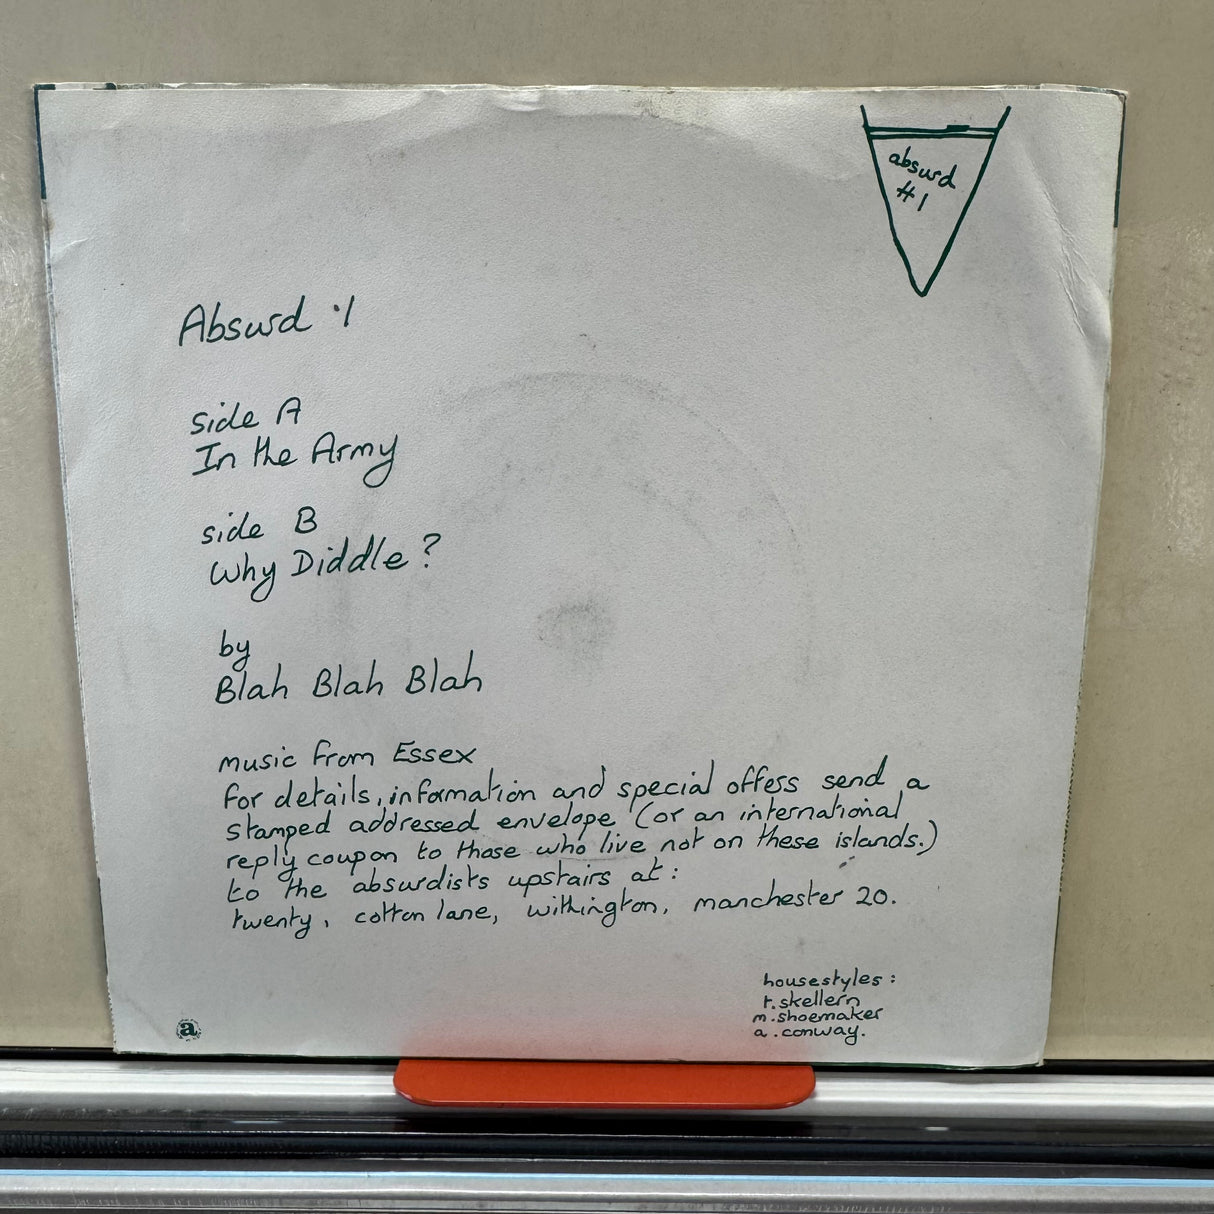 absurd
#1
Absurd ·1
side A
In the Army
side B
Why Diddle?
by
Blah Blah Blah
music from Essex
for details, information and special offers send a
stamped addressed envelope (or an international
reply coupon to those who live not on these islands.)
to the absurdists upstairs at:
twenty, cotton lane, withington, manchester 20.
housestyles:
t. skellern
m. shoemaker
a. conway.
a